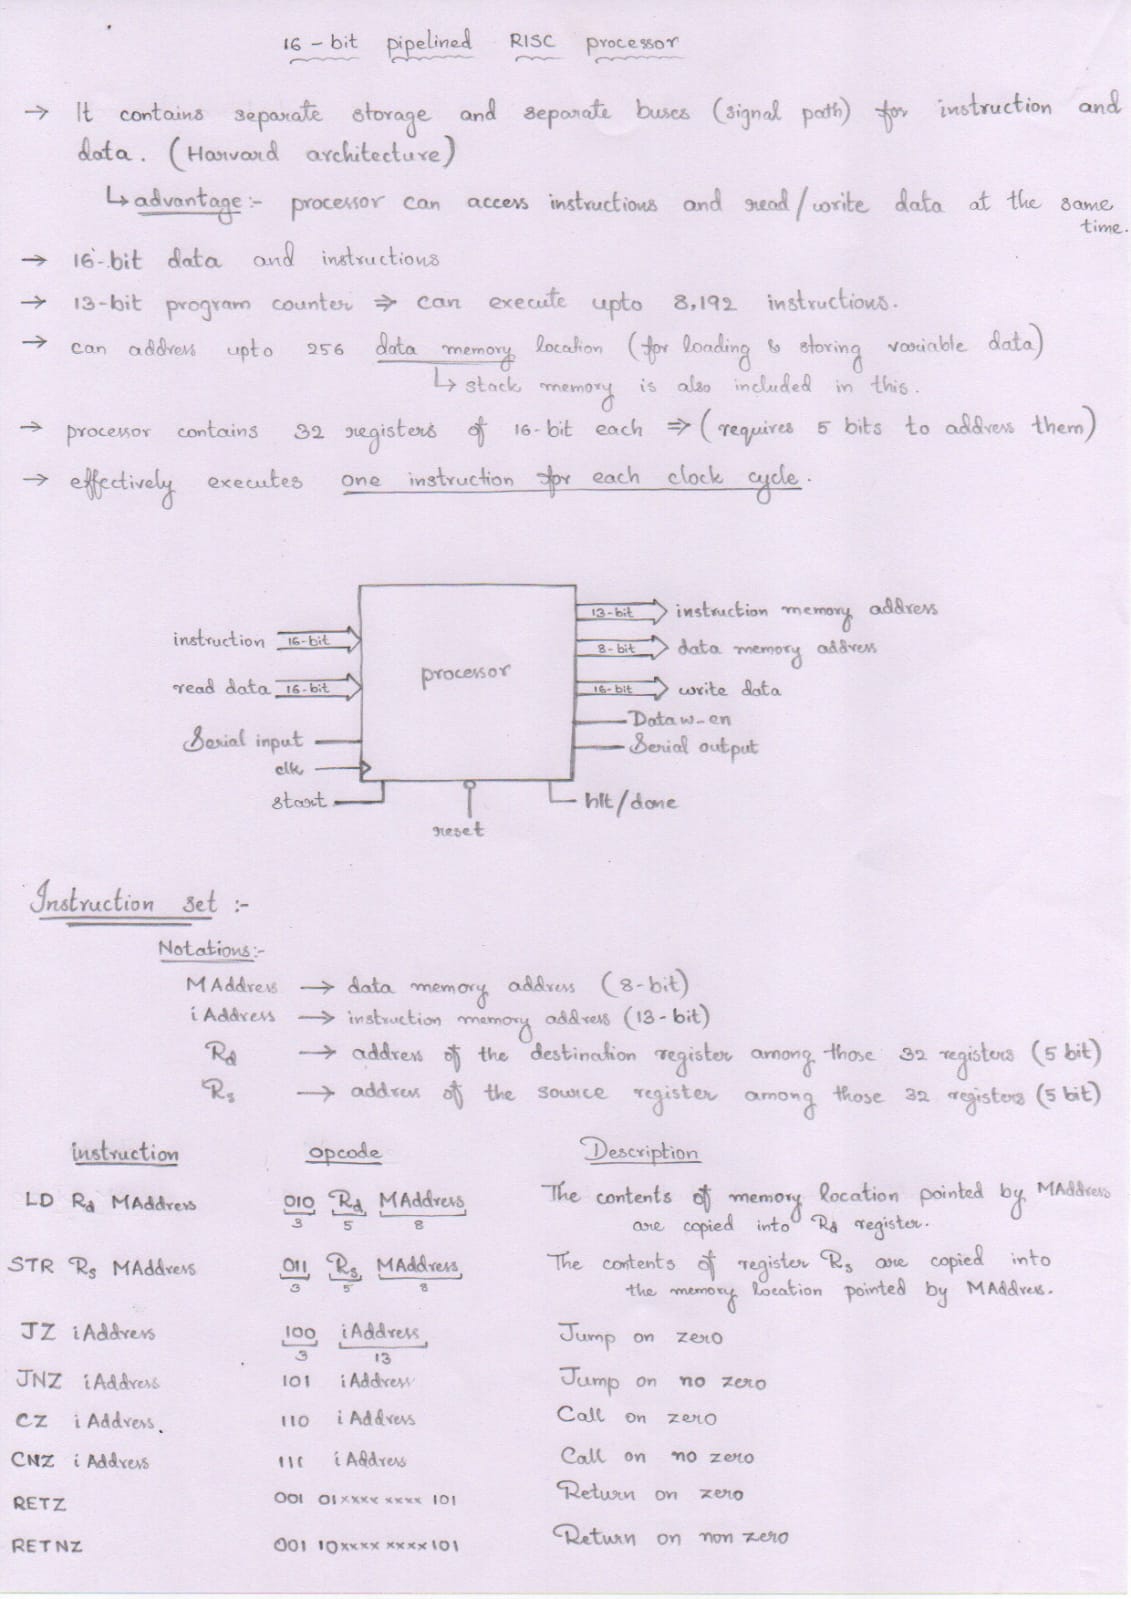 16-bit pipelined RISC processor
→ It contains separate storage and separate buses (signal path) for instruction and
data. (Harvard architecture)
↳ advantage:- processor can access instructions and read/write data at the same
time.
→ 16-bit data and instructions
→ 13-bit program counter ⇒ can execute upto 8,192 instructions.
→ can address upto 256 data memory location (for loading & storing variable data)
↳ stack memory is also included in this.
→ processor contains 32 registers of 16-bit each ⇒ (requires 5 bits to address them)
→ effectively executes one instruction for each clock cycle.
13-bit instruction memory address
instruction 16-bit
8-bit data memory address
processor
read data 16-bit
16-bit write data
Data w-en
Serial input
Serial output
clk
start
hlt/done
reset
Instruction set :-
Notations:-
MAddress → data memory address (8-bit)
iAddress → instruction memory address (13-bit)
Rd → address of the destination register among those 32 registers (5 bit)
Rs → address of the source register among those 32 registers (5 bit)
instruction opcode Description
LD Rd MAddress 010 Rd MAddress The contents of memory location pointed by MAddress
3 5 8 are copied into Rd register.
STR Rs MAddress 011 Rs MAddress The contents of register Rs are copied into
3 5 8 the memory location pointed by MAddress.
JZ iAddress 100 iAddress Jump on zero
3 13
JNZ iAddress 101 iAddress Jump on no zero
CZ iAddress. 110 iAddress Call on zero
CNZ iAddress 111 iAddress Call on no zero
RETZ 001 01xxxx xxxx 101 Return on zero
RETNZ 001 10xxxx xxxx 101 Return on non zero